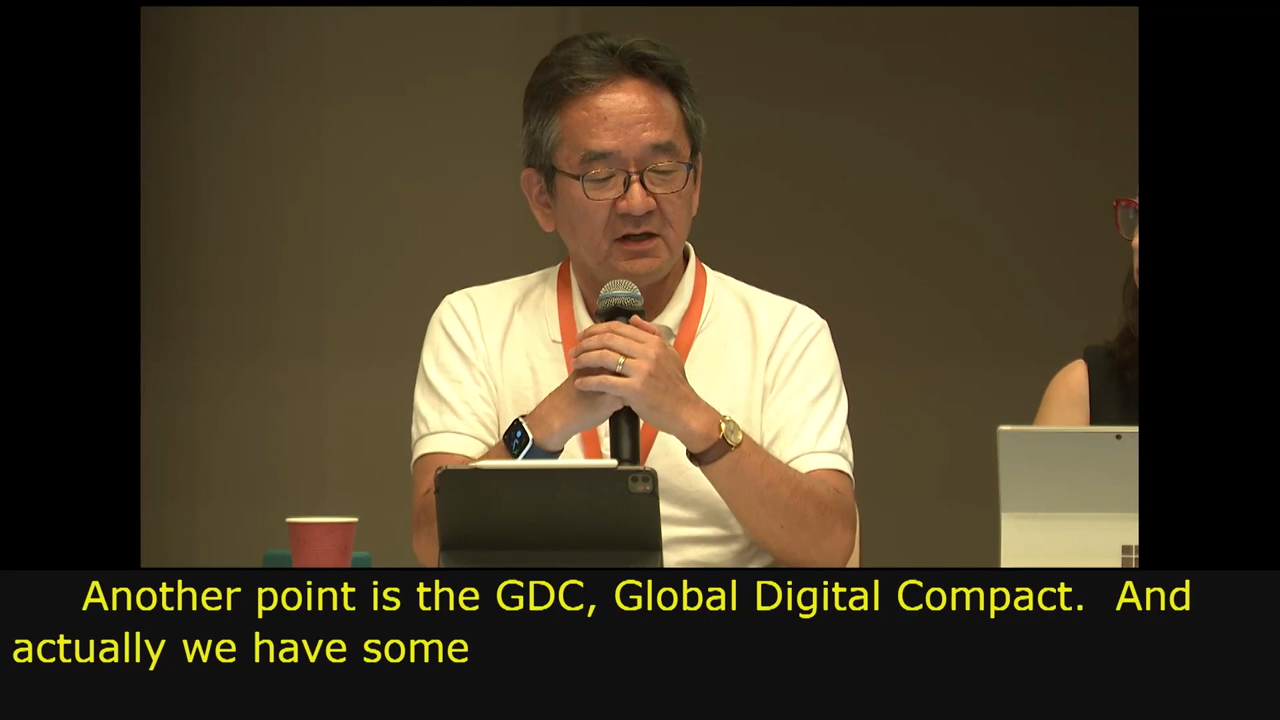 Another point is the GDC, Global Digital Compact.  And
actually we have some